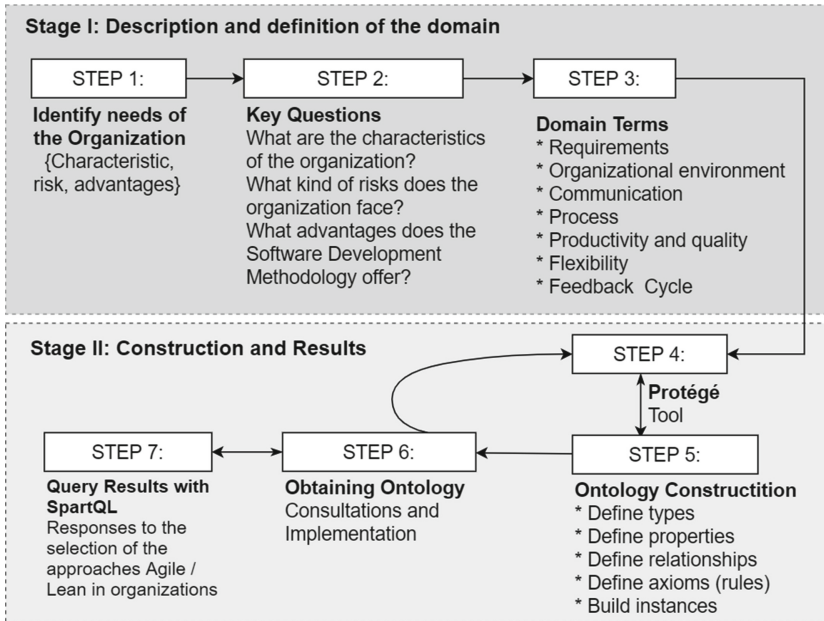 Stage I: Description and definition of the domain
STEP 1:
Identify needs of
the Organization
{Characteristic,
risk, advantages}
STEP 2:
Key Questions
What are the characteristics
of the organization?
What kind of risks does the
organization face?
What advantages does the
Software Development
Methodology offer?
STEP 3:
Domain Terms
* Requirements
* Organizational environment
* Communication
* Process
* Productivity and quality
* Flexibility
* Feedback Cycle
Stage II: Construction and Results
STEP 4:
Protégé
Tool
STEP 5:
Ontology Constructition
* Define types
* Define properties
* Define relationships
* Define axioms (rules)
* Build instances
STEP 6:
Obtaining Ontology
Consultations and
Implementation
STEP 7:
Query Results with
SpartQL
Responses to the
selection of the
approaches Agile /
Lean in organizations